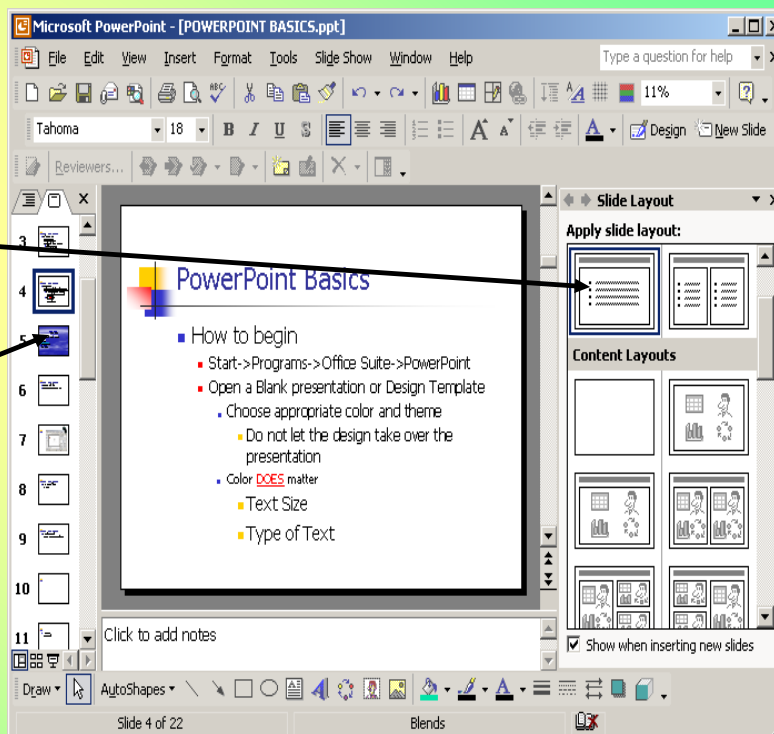 Microsoft PowerPoint - [POWERPOINT BASICS.ppt]
File Edit View Insert Format Tools Slide Show Window Help Type a question for help
11%
Tahoma 18 B I U S A A A Design New Slide
Reviewers...
Slide Layout
Apply slide layout:
3
4
5
6
7
8
9
10
11
PowerPoint Basics
How to begin
Start->Programs->Office Suite->PowerPoint
Open a Blank presentation or Design Template
Choose appropriate color and theme
Do not let the design take over the
presentation
Color DOES matter
Text Size
Type of Text
Content Layouts
Click to add notes
Show when inserting new slides
Draw AutoShapes
Slide 4 of 22 Blends